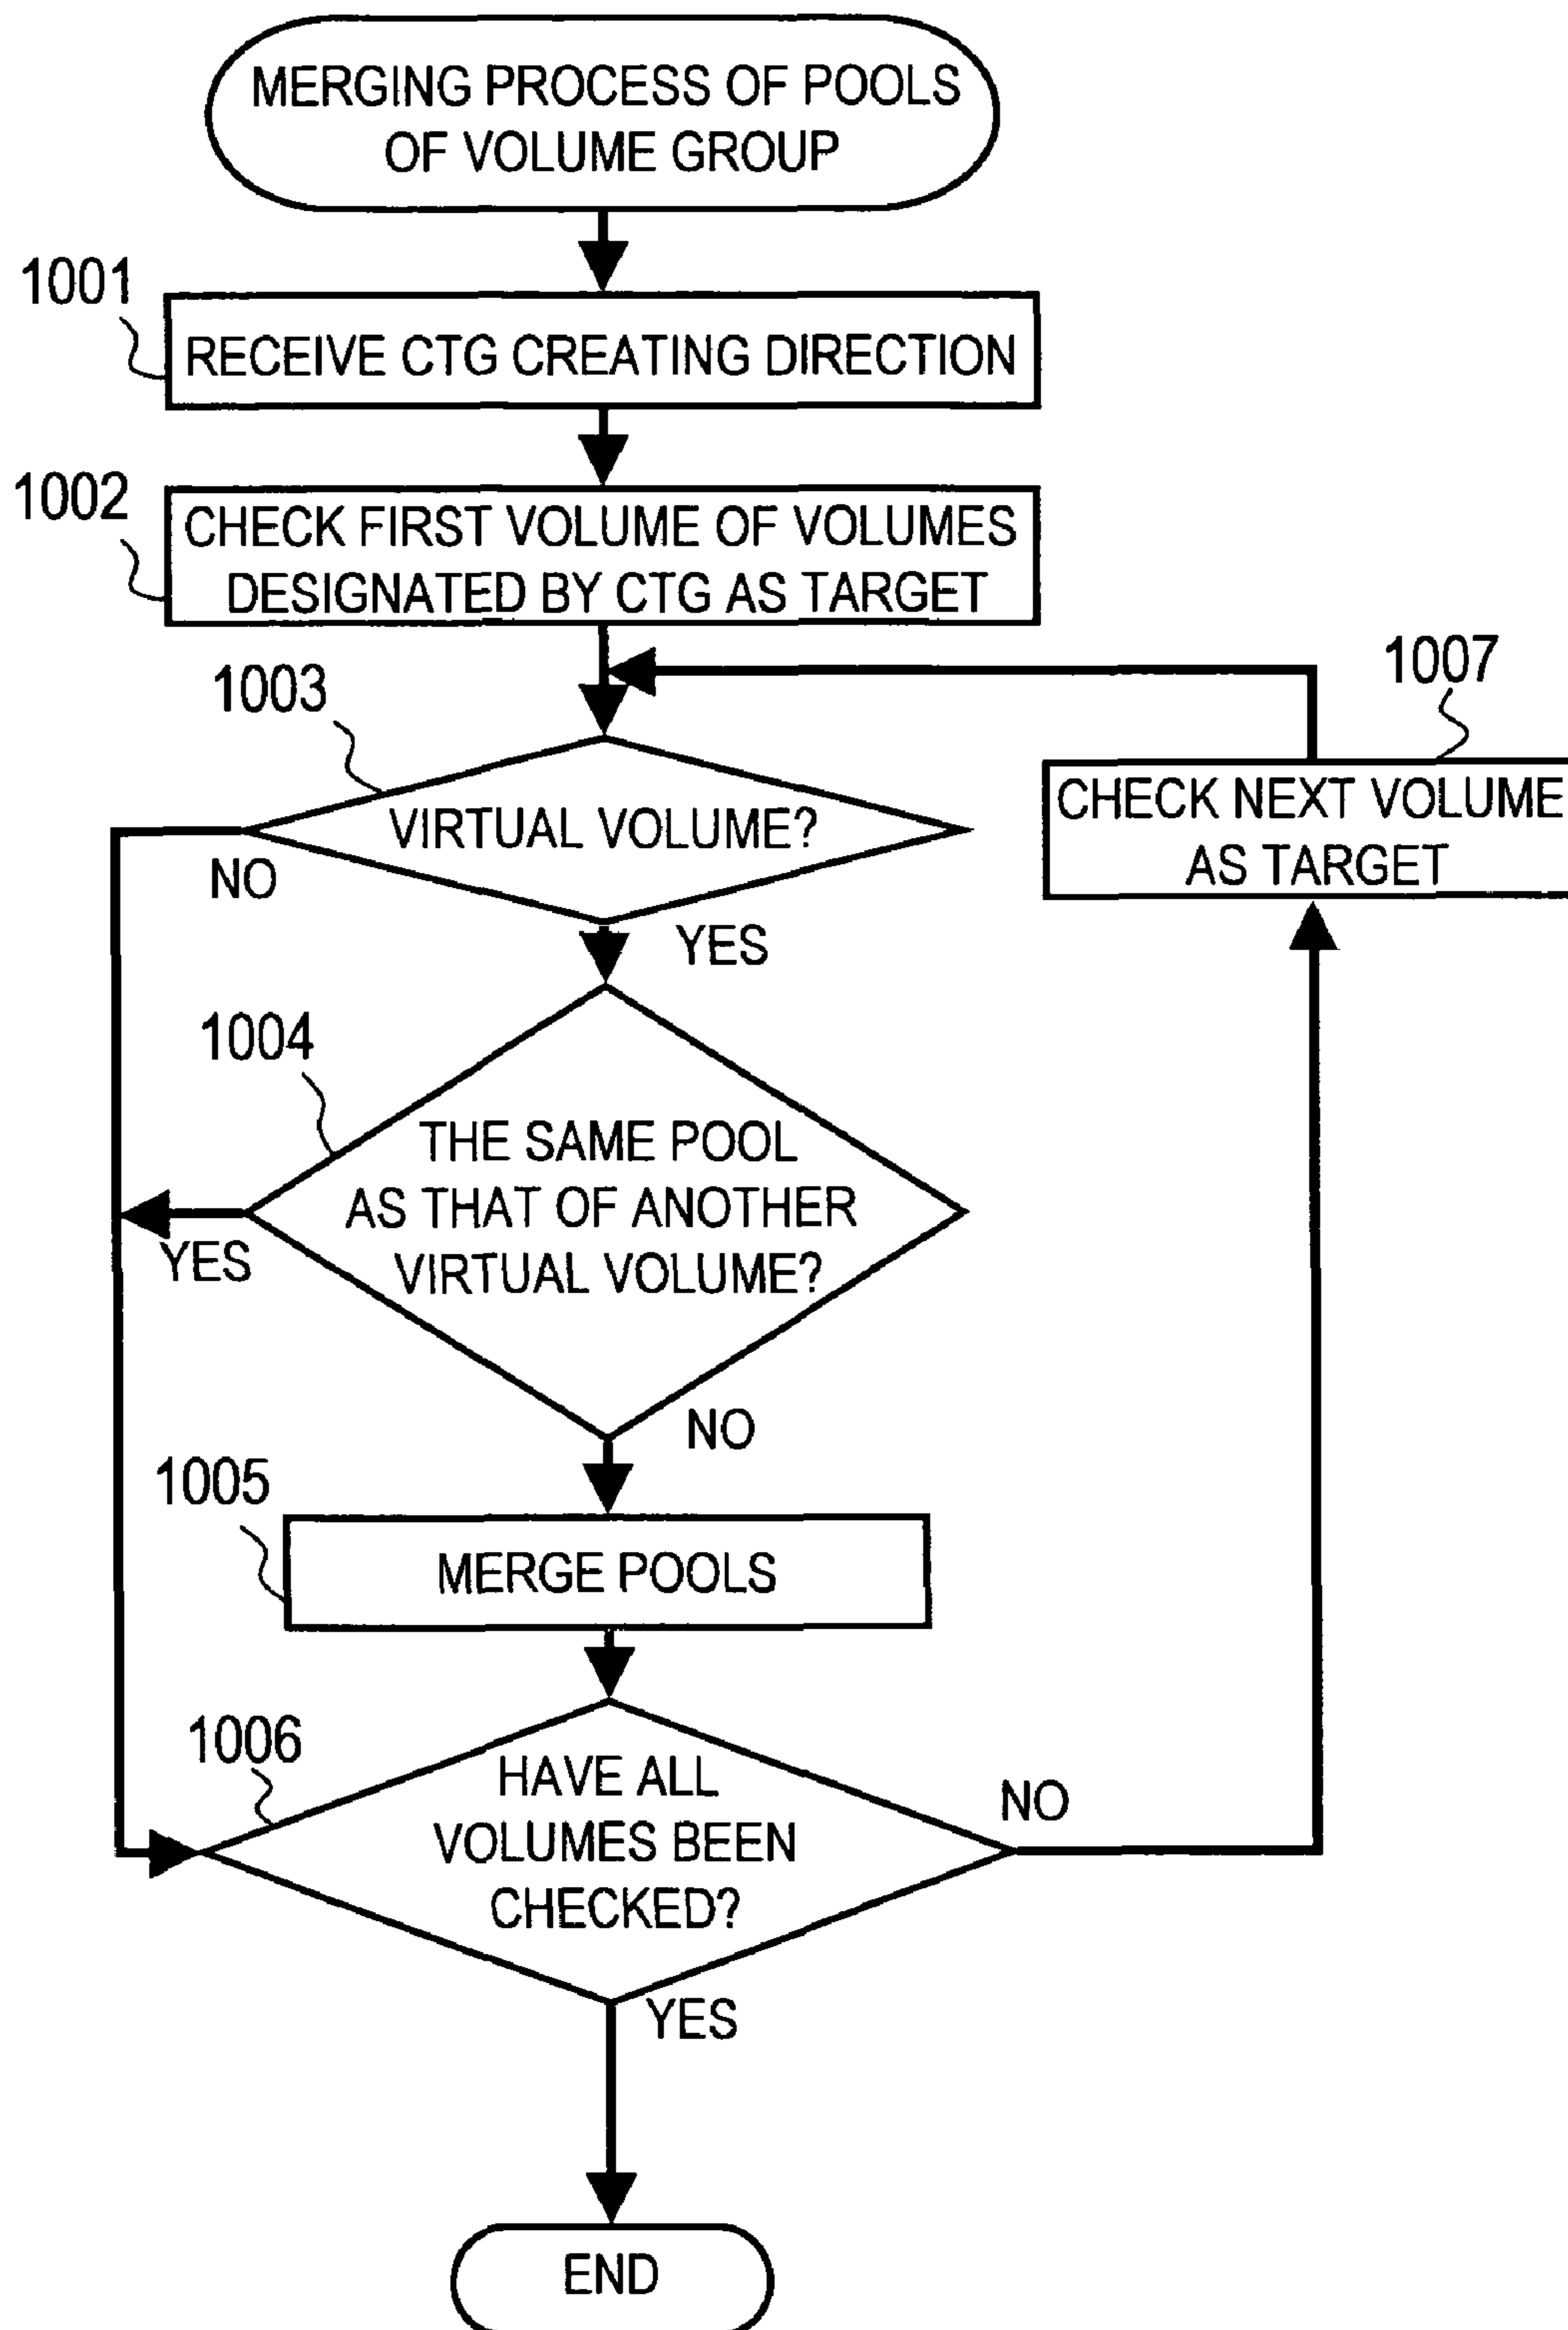 MERGING PROCESS OF POOLS
OF VOLUME GROUP
1001
RECEIVE CTG CREATING DIRECTION
1002
CHECK FIRST VOLUME OF VOLUMES
DESIGNATED BY CTG AS TARGET
1003
VIRTUAL VOLUME?
NO
YES
1007
CHECK NEXT VOLUME
AS TARGET
1004
THE SAME POOL
AS THAT OF ANOTHER
VIRTUAL VOLUME?
YES
NO
1005
MERGE POOLS
1006
HAVE ALL
VOLUMES BEEN
CHECKED?
NO
YES
END